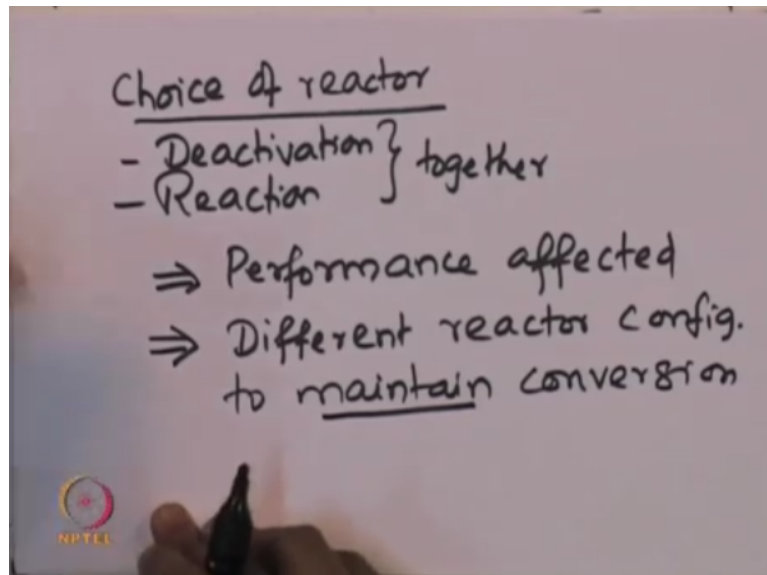 Choice of reactor
- Deactivation } together
- Reaction
⇒ Performance affected
⇒ Different reactor config.
to maintain conversion
NPTEL